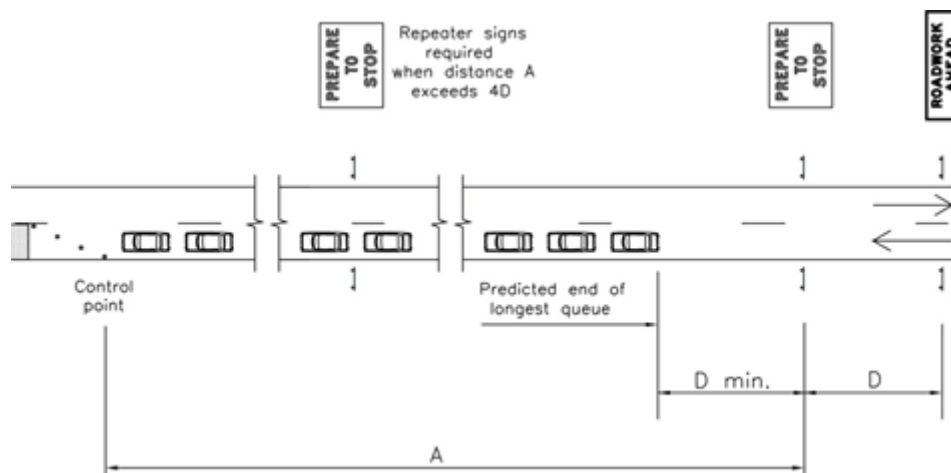 PREPARE
TO
STOP
Repeater signs
required
when distance A
exceeds 4D
PREPARE
TO
STOP
ROADWORK
AHEAD
Control
point
Predicted end of
longest queue
D min.
D
A